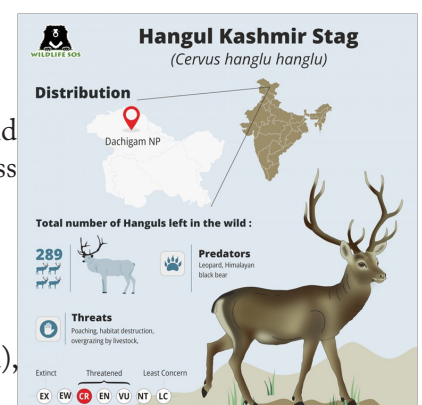 WILDLIFE SOS
Hangul Kashmir Stag
(Cervus hanglu hanglu)
Distribution
Dachigam NP
Total number of Hanguls left in the wild :
289
Predators
Leopard, Himalayan
black bear
Threats
Poaching, habitat destruction,
overgrazing by livestock,
Extinct Threatened Least Concern
EX EW CR EN VU NT LC
),